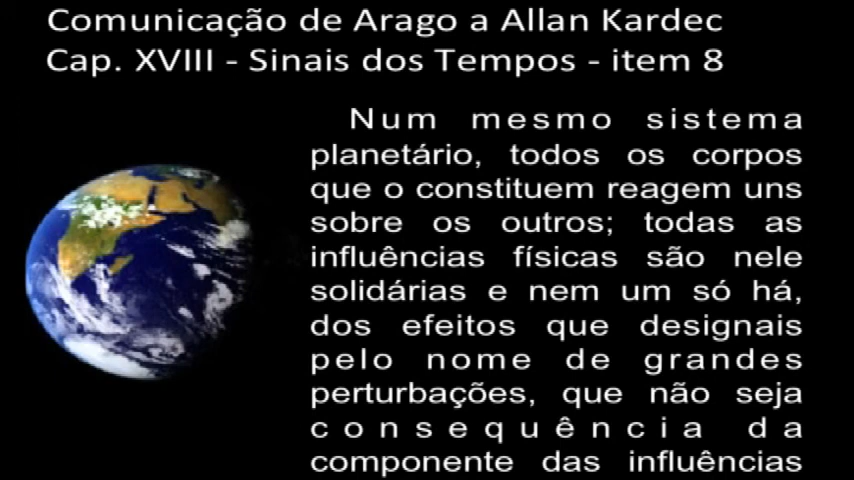 Comunicação de Arago a Allan Kardec
Cap. XVIII - Sinais dos Tempos - item 8
Num mesmo sistema
planetário, todos os corpos
que o constituem reagem uns
sobre os outros; todas as
influências físicas são nele
solidárias e nem um só há,
dos efeitos que designais
pelo nome de grandes
perturbações, que não seja
consequência da
componente das influências